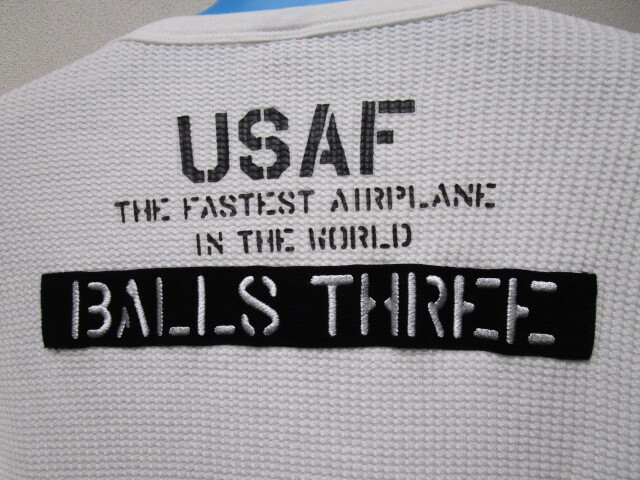 USAF
THE FASTEST AIRPLANE
IN THE WORLD
BALLS THREE